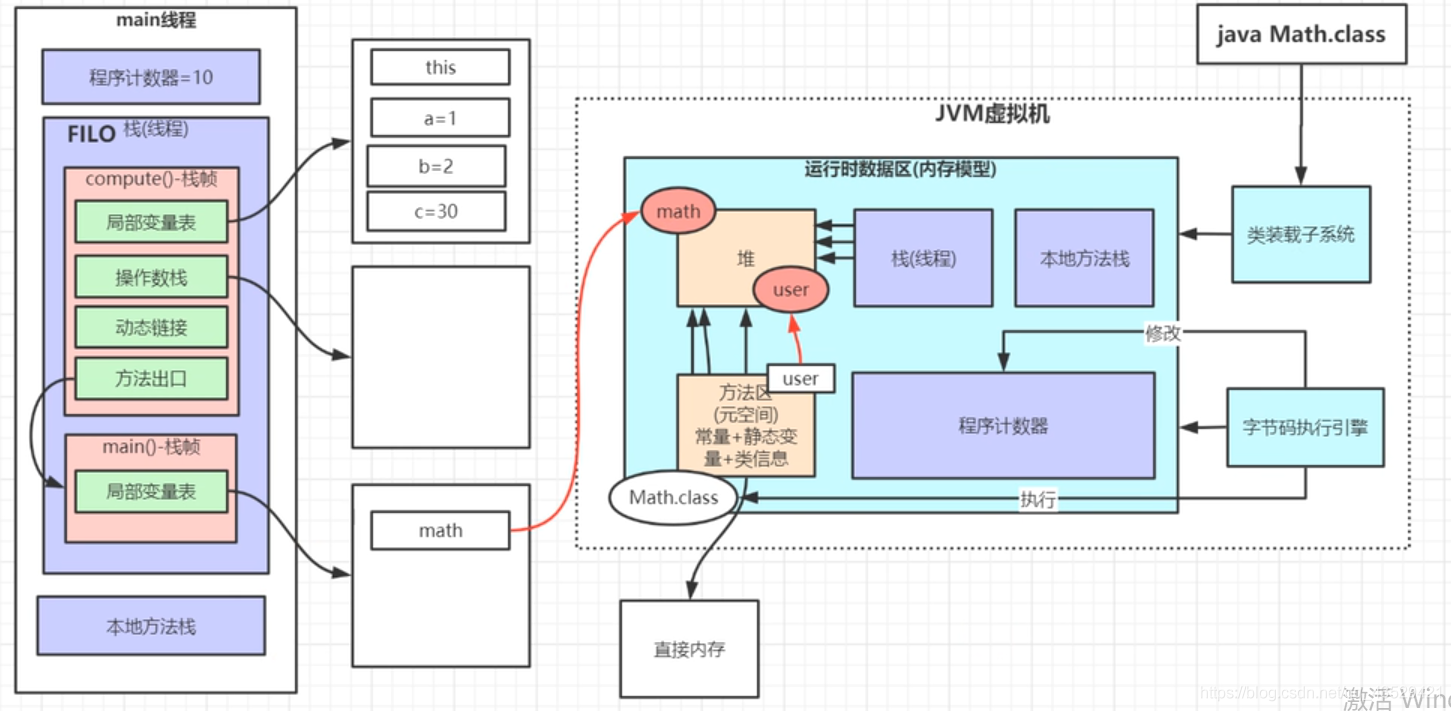 main线程
程序计数器=10
FILO 栈(线程)
compute()-栈帧
局部变量表
操作数栈
动态链接
方法出口
main()-栈帧
局部变量表
本地方法栈
this
a=1
b=2
c=30
math
java Math.class
JVM虚拟机
运行时数据区(内存模型)
math
堆
user
栈(线程)
本地方法栈
类装载子系统
修改
user
方法区
(元空间)
常量+静态变
量+类信息
程序计数器
字节码执行引擎
Math.class
执行
直接内存
https://blog.csdn.net/
激活 Win